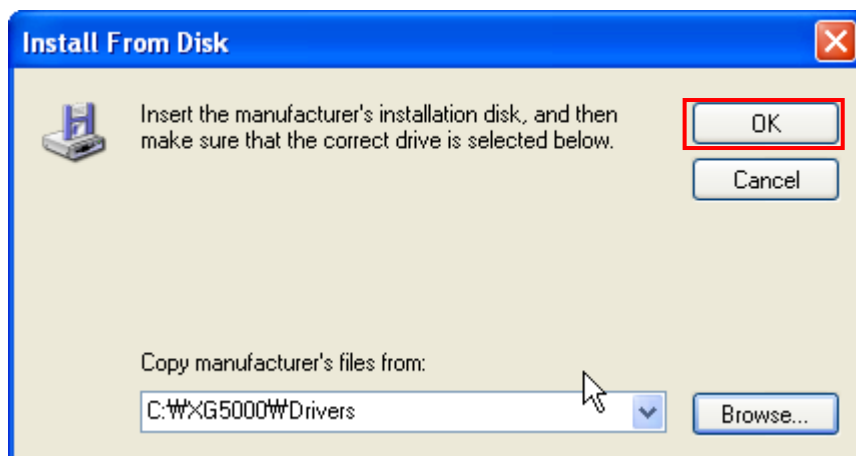 Install From Disk
Insert the manufacturer's installation disk, and then
make sure that the correct drive is selected below.
OK
Cancel
Copy manufacturer's files from:
C:₩XG5000₩Drivers
Browse...